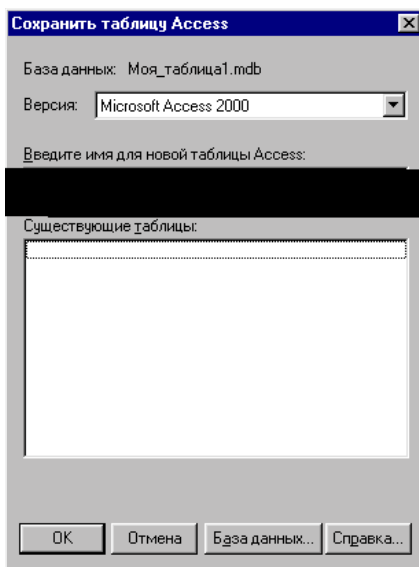 Сохранить таблицу Access
База данных: Моя_таблица1.mdb
Версия: Microsoft Access 2000
Введите имя для новой таблицы Access:
Существующие таблицы:
OK Отмена База данных... Справка...